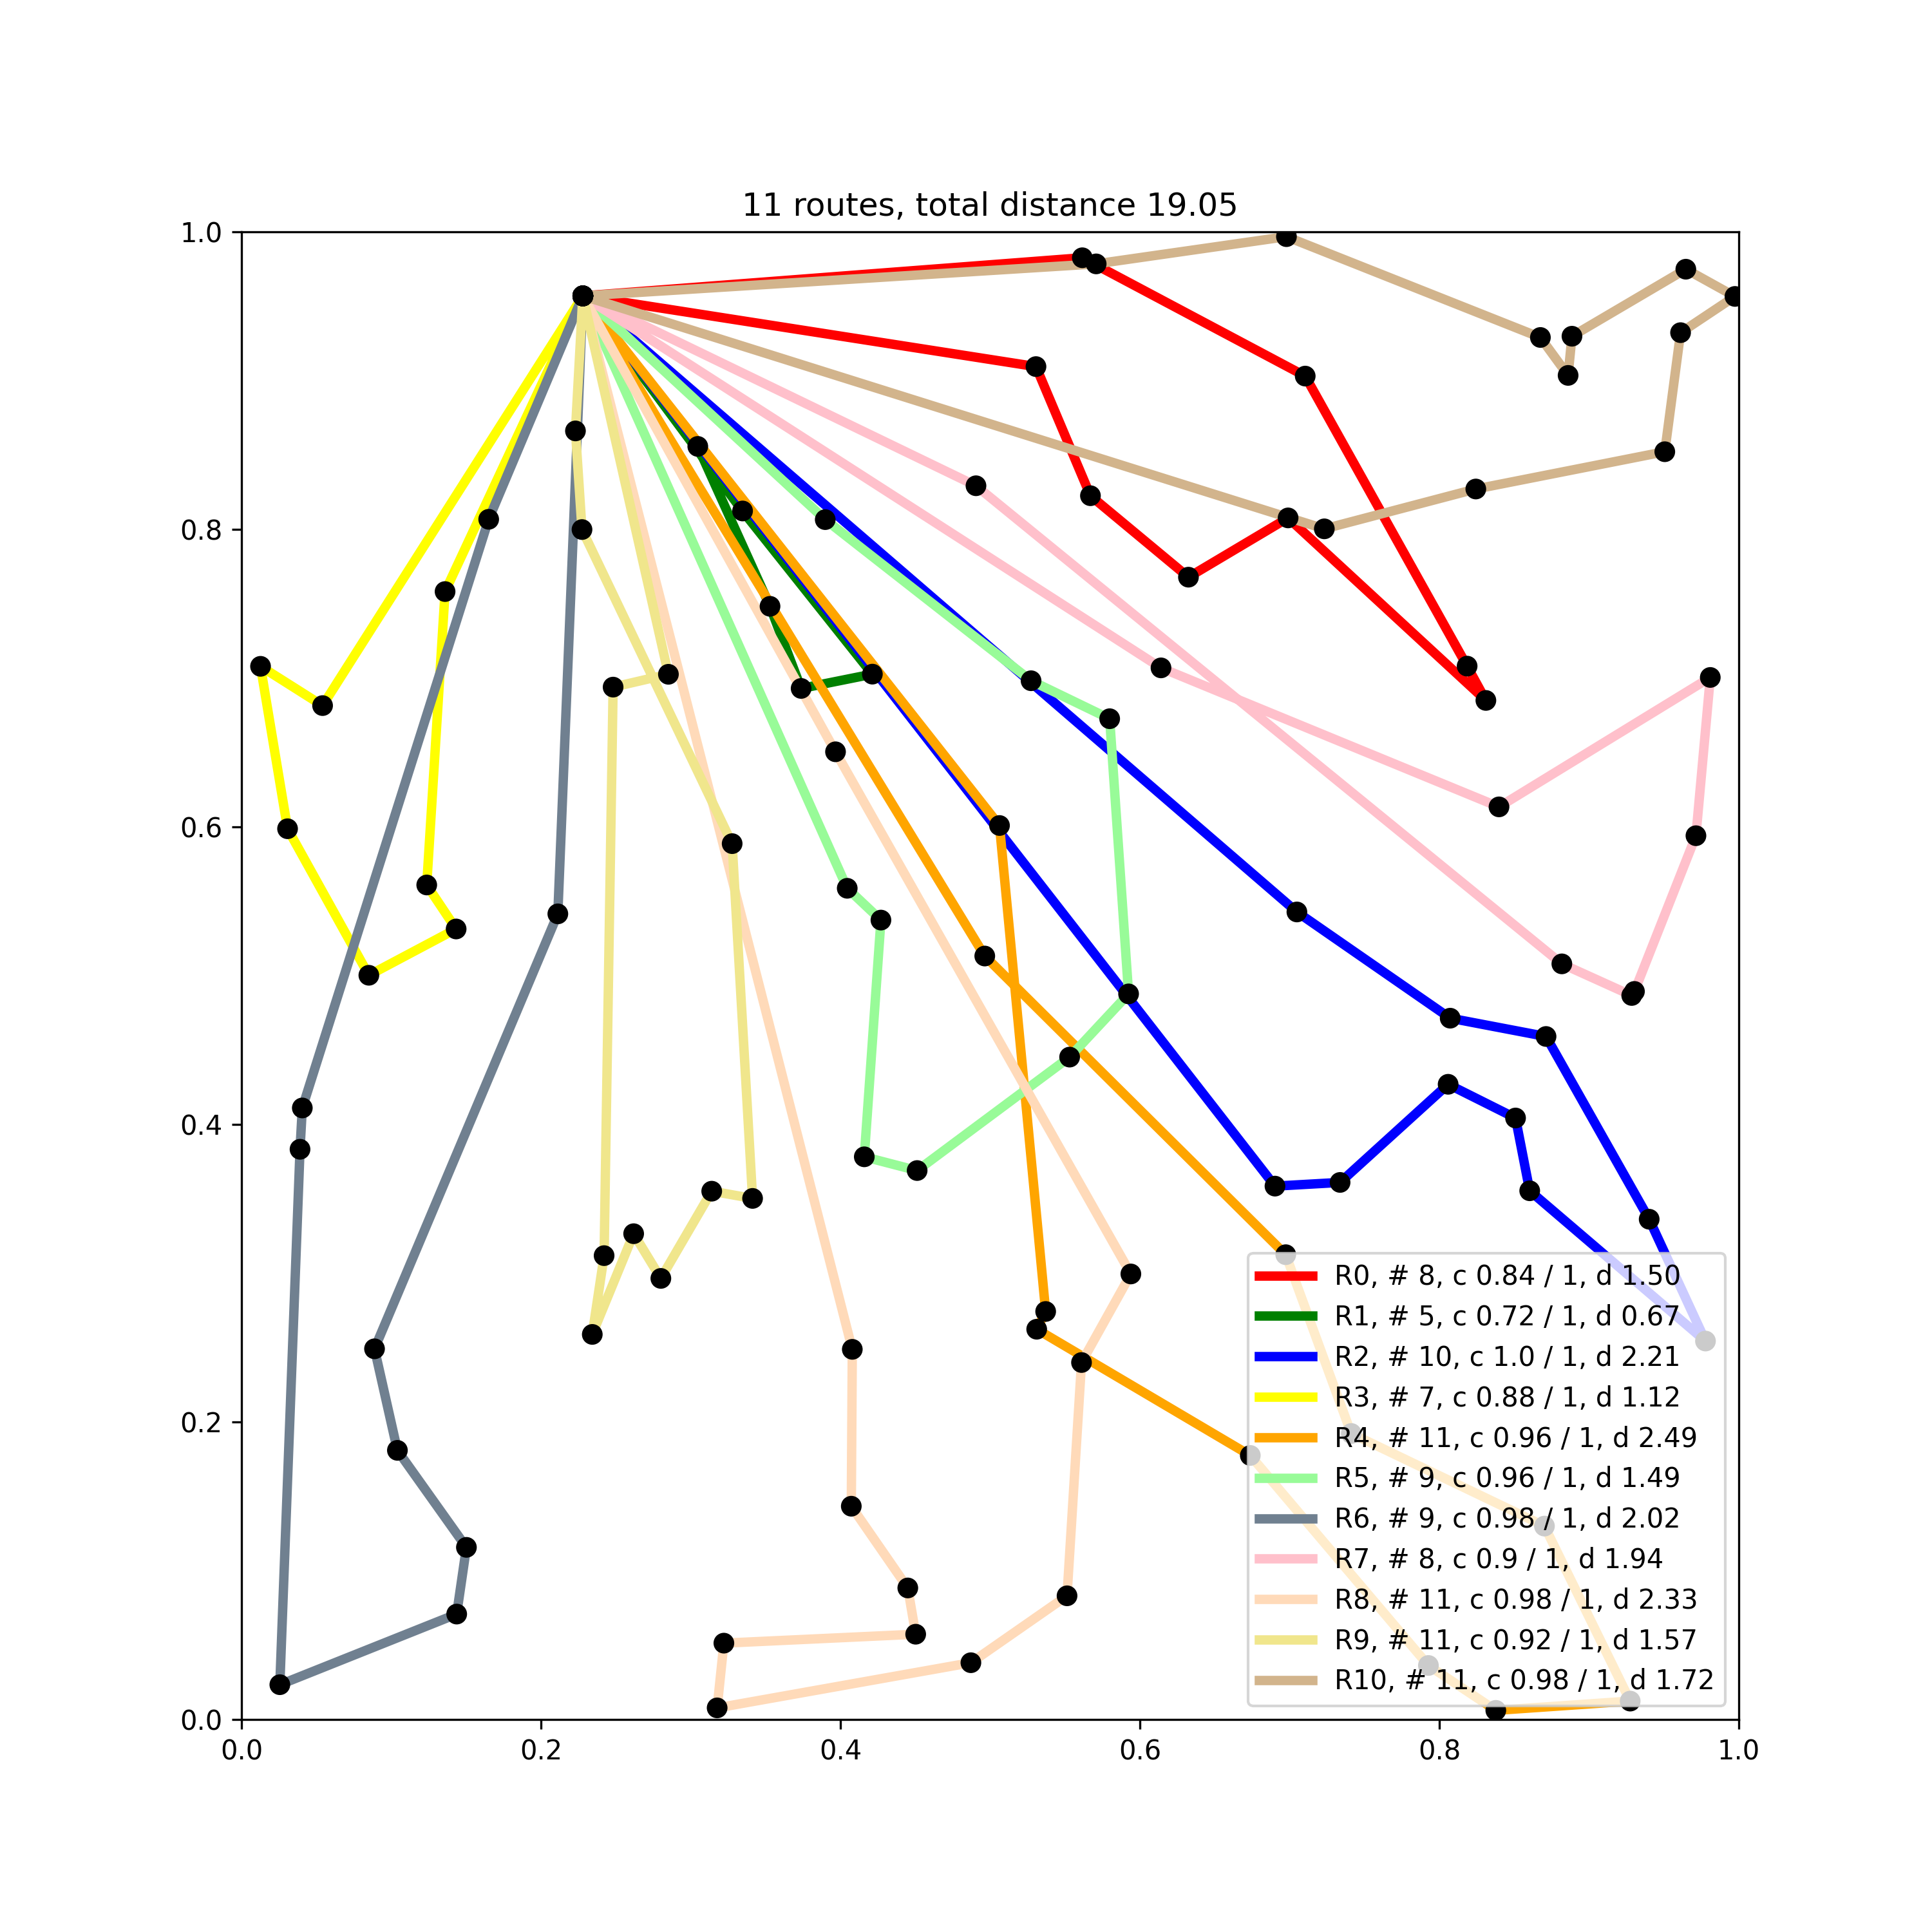 11 routes, total distance 19.05
1.0
0.8
0.6
0.4
0.2
0.0
0.0 0.2 0.4 0.6 0.8 1.0
R0, # 8, c 0.84 / 1, d 1.50
R1, # 5, c 0.72 / 1, d 0.67
R2, # 10, c 1.0 / 1, d 2.21
R3, # 7, c 0.88 / 1, d 1.12
R4, # 11, c 0.96 / 1, d 2.49
R5, # 9, c 0.96 / 1, d 1.49
R6, # 9, c 0.98 / 1, d 2.02
R7, # 8, c 0.9 / 1, d 1.94
R8, # 11, c 0.98 / 1, d 2.33
R9, # 11, c 0.92 / 1, d 1.57
R10, # 11, c 0.98 / 1, d 1.72